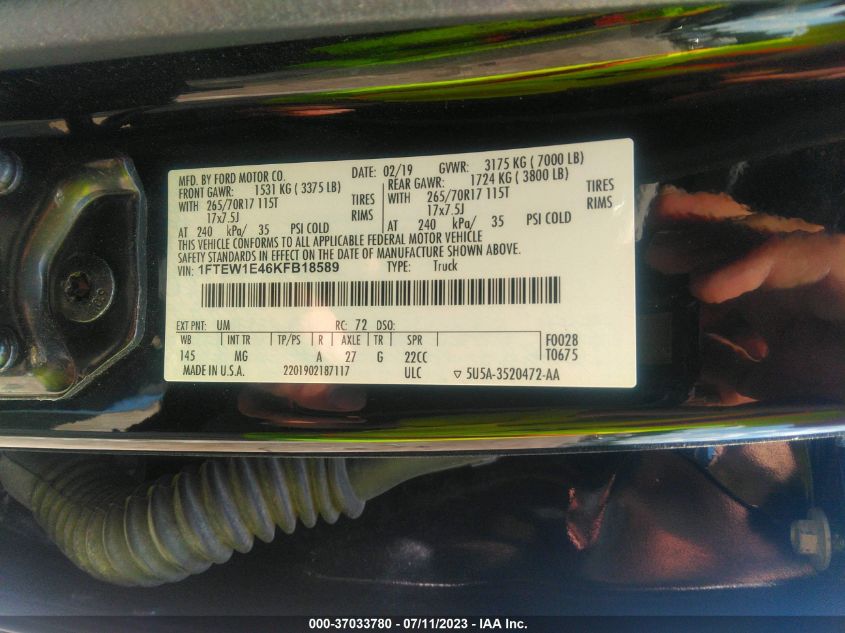 MFD. BY FORD MOTOR CO. DATE: 02/19 GVWR: 3175 KG ( 7000 LB)
FRONT GAWR: 1531 KG ( 3375 LB) REAR GAWR: 1724 KG ( 3800 LB)
WITH 265/70R17 115T TIRES WITH 265/70R17 115T TIRES
17x7.5J RIMS 17x7.5J RIMS
AT 240 kPa/ 35 PSI COLD AT 240 kPa/ 35 PSI COLD
THIS VEHICLE CONFORMS TO ALL APPLICABLE FEDERAL MOTOR VEHICLE
SAFETY STANDARDS IN EFFECT ON THE DATE OF MANUFACTURE SHOWN ABOVE.
VIN: 1FTEW1E46KFB18589 TYPE: Truck
EXT PNT: UM RC: 72 DSO:
WB INT TR TP/PS R AXLE TR SPR F0028
145 MG A 27 G 22CC T0675
MADE IN U.S.A. 2201902187117 ULC ▽ 5U5A-3520472-AA
000-37033780 - 07/11/2023 - IAA Inc.